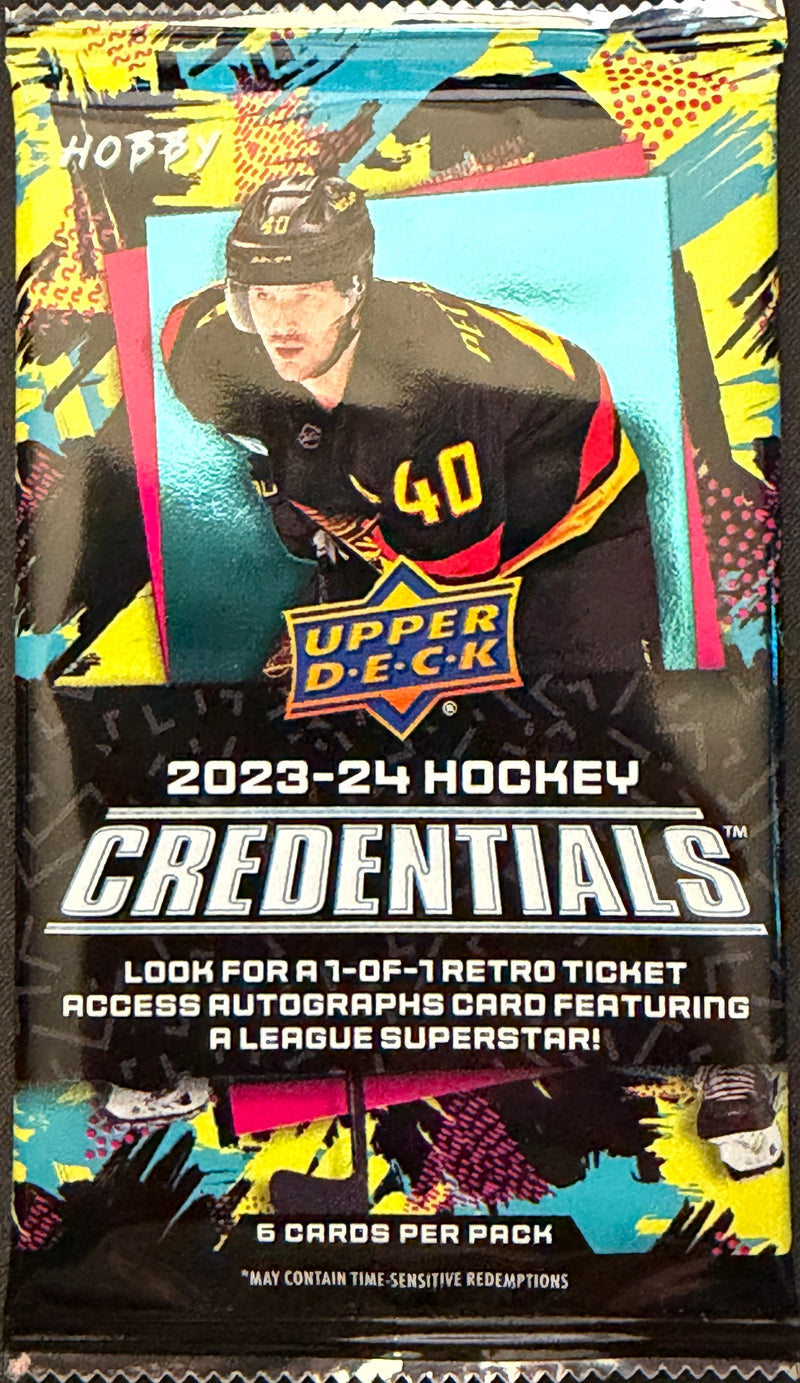 HOBBY
40
40
UPPER
D·E·C·K
®
2023-24 HOCKEY
CREDENTIALS™
LOOK FOR A 1-OF-1 RETRO TICKET
ACCESS AUTOGRAPHS CARD FEATURING
A LEAGUE SUPERSTAR!
6 CARDS PER PACK
*MAY CONTAIN TIME-SENSITIVE REDEMPTIONS